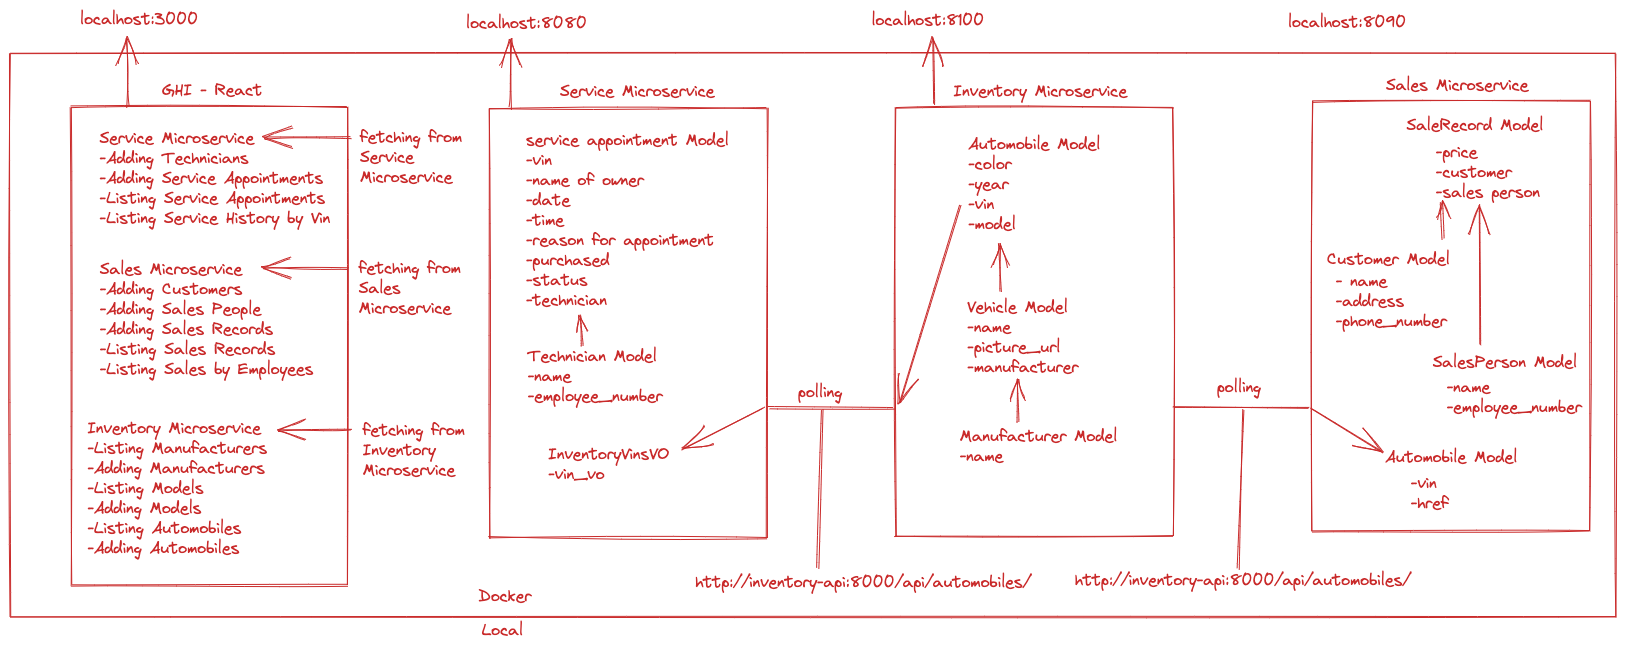 localhost:3000
localhost:8080
localhost:8100
localhost:8090
GHI - React
Service Microservice
-Adding Technicians
-Adding Service Appointments
-Listing Service Appointments
-Listing Service History by Vin
Sales Microservice
-Adding Customers
-Adding Sales People
-Adding Sales Records
-Listing Sales Records
-Listing Sales by Employees
Inventory Microservice
-Listing Manufacturers
-Adding Manufacturers
-Listing Models
-Adding Models
-Listing Automobiles
-Adding Automobiles
fetching from
Service
Microservice
fetching from
Sales
Microservice
fetching from
Inventory
Microservice
Service Microservice
service appointment Model
-vin
-name of owner
-date
-time
-reason for appointment
-purchased
-status
-technician
Technician Model
-name
-employee_number
InventoryVinsVO
-vin_vo
polling
http://inventory-api:8000/api/automobiles/
Inventory Microservice
Automobile Model
-color
-year
-vin
-model
Vehicle Model
-name
-picture_url
-manufacturer
Manufacturer Model
-name
polling
http://inventory-api:8000/api/automobiles/
Sales Microservice
SaleRecord Model
-price
-customer
-sales person
Customer Model
- name
-address
-phone_number
SalesPerson Model
-name
-employee_number
Automobile Model
-vin
-href
Docker
Local